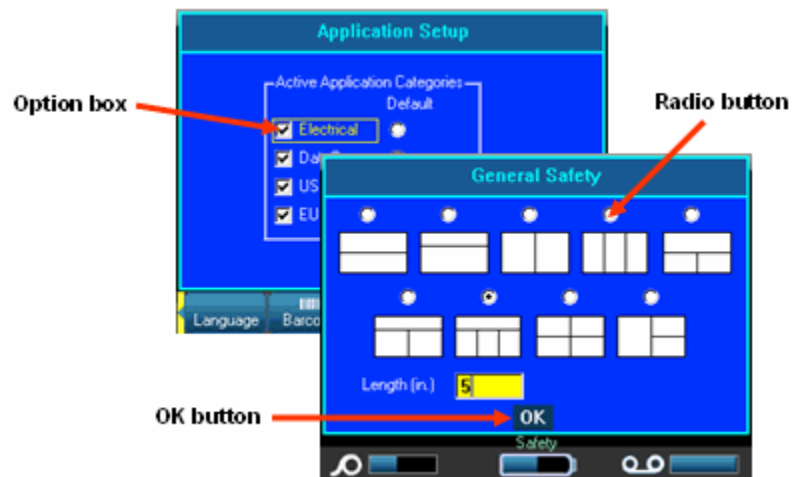 Application Setup
Active Application Categories
Default
Option box
Radio button
Electrical
US
EU
General Safety
Language
Length (in.) 5
OK button
OK
Safety